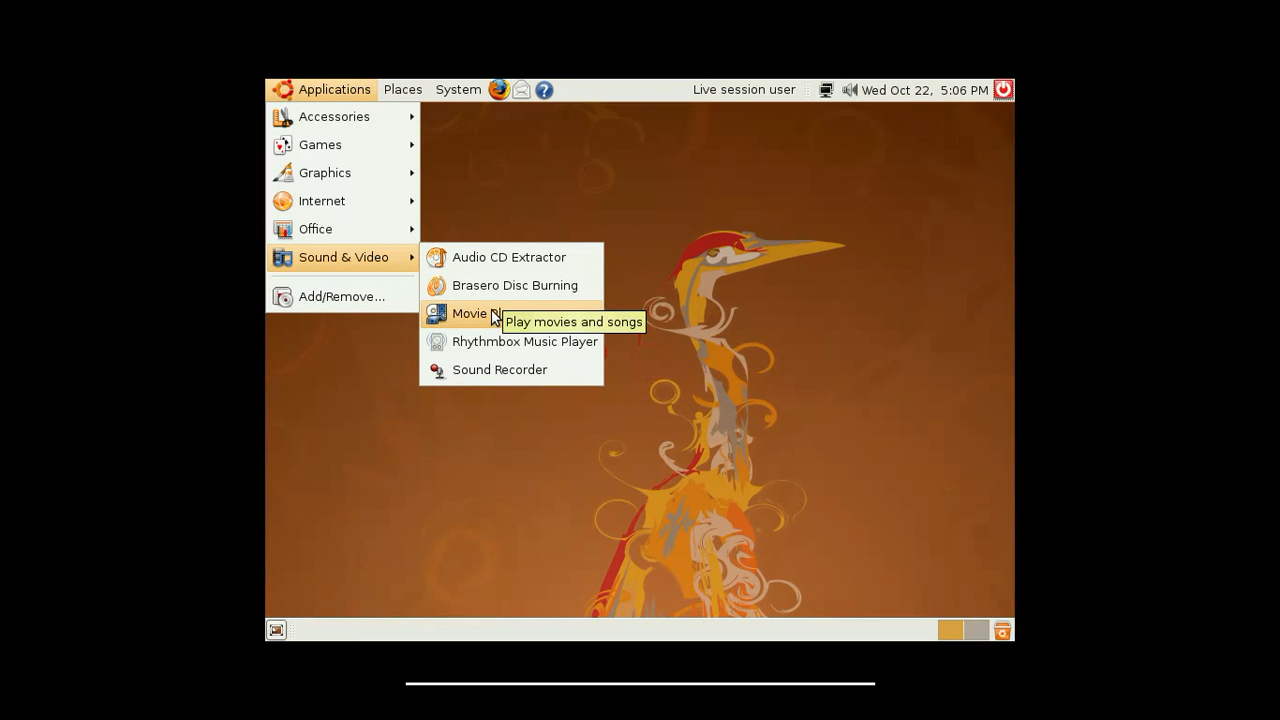 Applications Places System Live session user Wed Oct 22, 5:06 PM
Accessories
Games
Graphics
Internet
Office
Sound & Video
Add/Remove...
Audio CD Extractor
Brasero Disc Burning
Movie
Play movies and songs
Rhythmbox Music Player
Sound Recorder